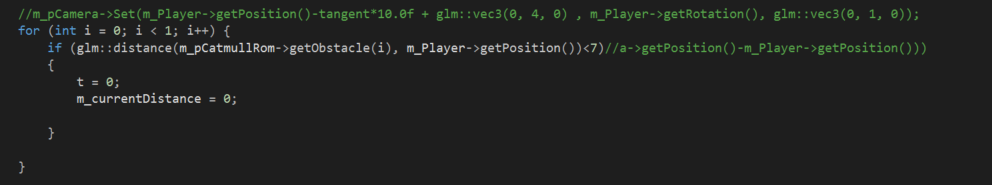 //m_pCamera->Set(m_Player->getPosition()-tangent*10.0f + glm::vec3(0, 4, 0) , m_Player->getRotation(), glm::vec3(0, 1, 0));
for (int i = 0; i < 1; i++) {
if (glm::distance(m_pCatmullRom->getObstacle(i), m_Player->getPosition())<7)//a->getPosition()-m_Player->getPosition()))
{
t = 0;
m_currentDistance = 0;
}
}